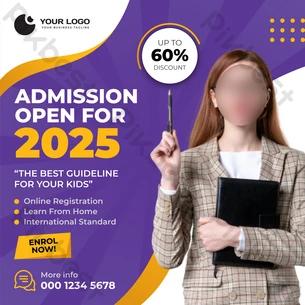 YOUR LOGO
YOUR BUSINESS TAGLINE
UP TO
60%
DISCOUNT
ADMISSION
OPEN FOR
2025
"THE BEST GUIDELINE
FOR YOUR KIDS"
Online Registration
Learn From Home
International Standard
ENROL
NOW!
More info
000 1234 5678